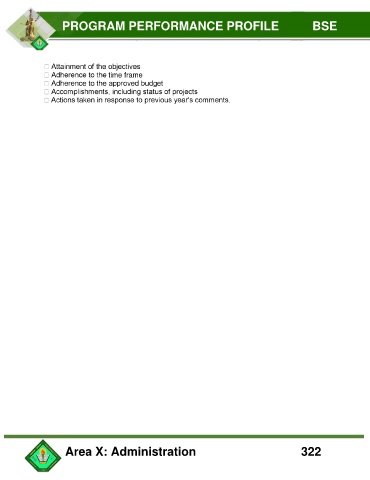 PROGRAM PERFORMANCE PROFILE BSE
□ Attainment of the objectives
□ Adherence to the time frame
□ Adherence to the approved budget
□ Accomplishments, including status of projects
□ Actions taken in response to previous year's comments.
Area X: Administration 322